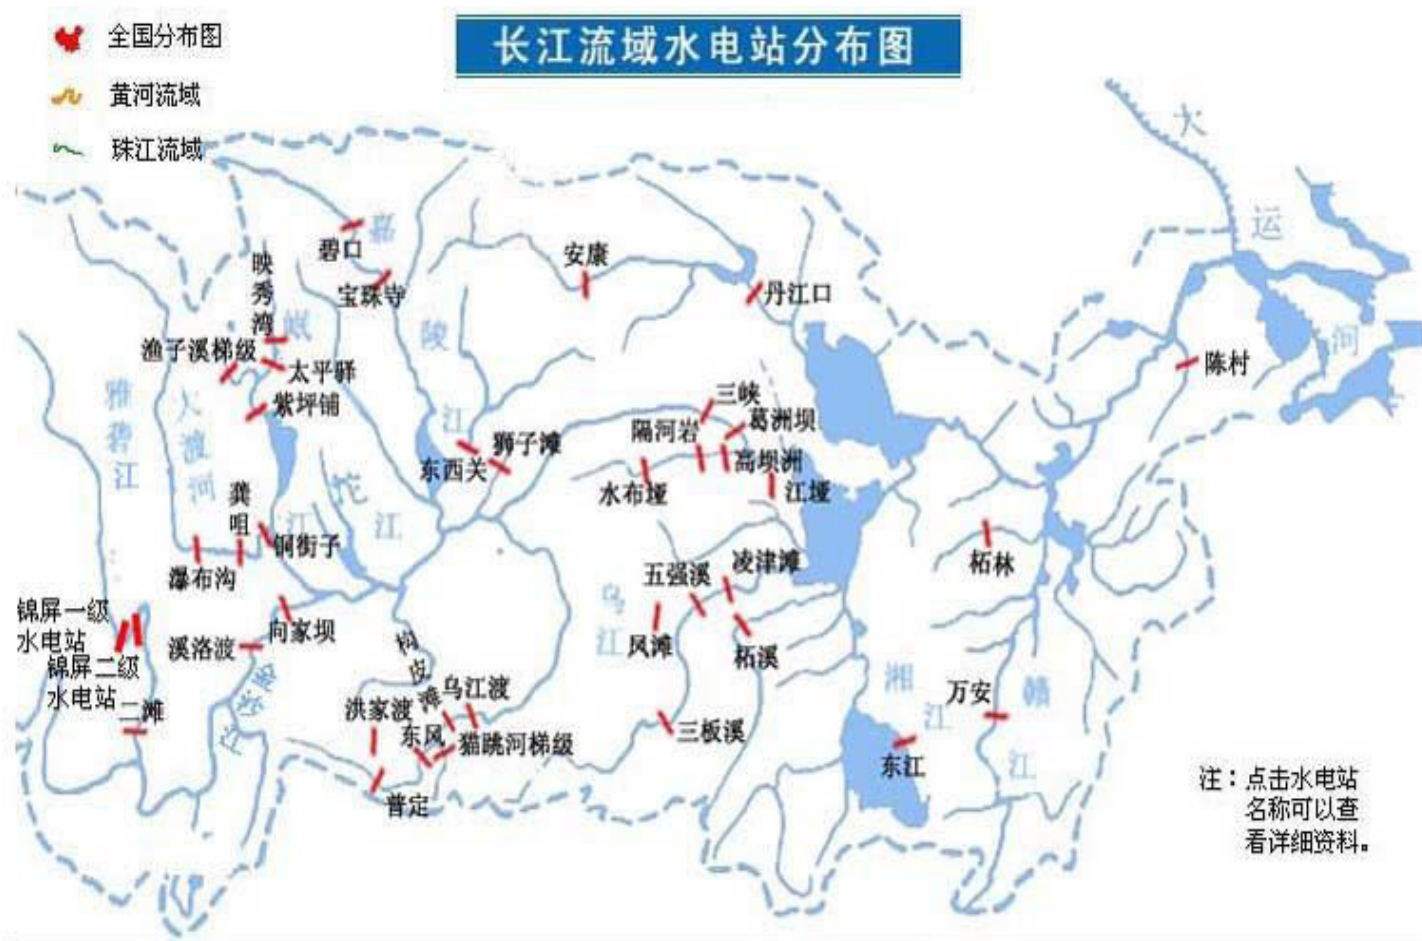 长江流域水电站分布图
全国分布图
黄河流域
珠江流域
大
运
河
嘉
陵
江
碧口
映秀湾
宝珠寺
安康
丹江口
岷
江
渔子溪梯级
太平驿
紫坪铺
陈村
雅
砻
江
大
渡
河
三峡
葛洲坝
隔河岩
高坝洲
狮子滩
东西关
水布垭
江垭
沱
江
龚咀
铜街子
瀑布沟
柘林
凌津滩
五强溪
乌
江
凤滩
柘溪
锦屏一级
水电站
锦屏二级
水电站
二滩
向家坝
溪洛渡
金沙江
构皮滩
乌江渡
洪家渡
东风
猫跳河梯级
普定
三板溪
湘
江
东江
万安
赣
江
注：点击水电站
名称可以查
看详细资料。